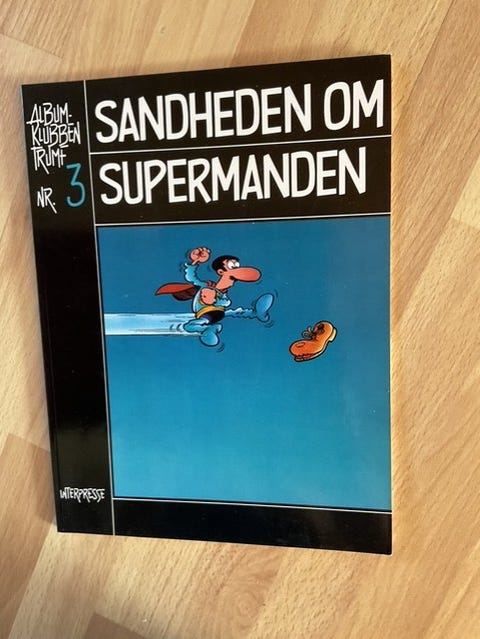 ALBUM-
KLUBBEN
TRUMF
NR. 3
SANDHEDEN OM
SUPERMANDEN
INTERPRESSE